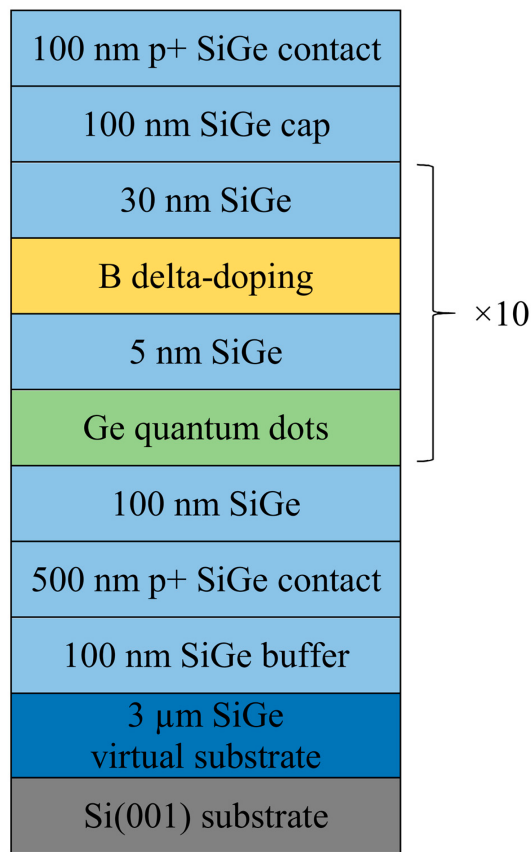 100 nm p+ SiGe contact
100 nm SiGe cap
30 nm SiGe
B delta-doping
×10
5 nm SiGe
Ge quantum dots
100 nm SiGe
500 nm p+ SiGe contact
100 nm SiGe buffer
3 µm SiGe
virtual substrate
Si(001) substrate